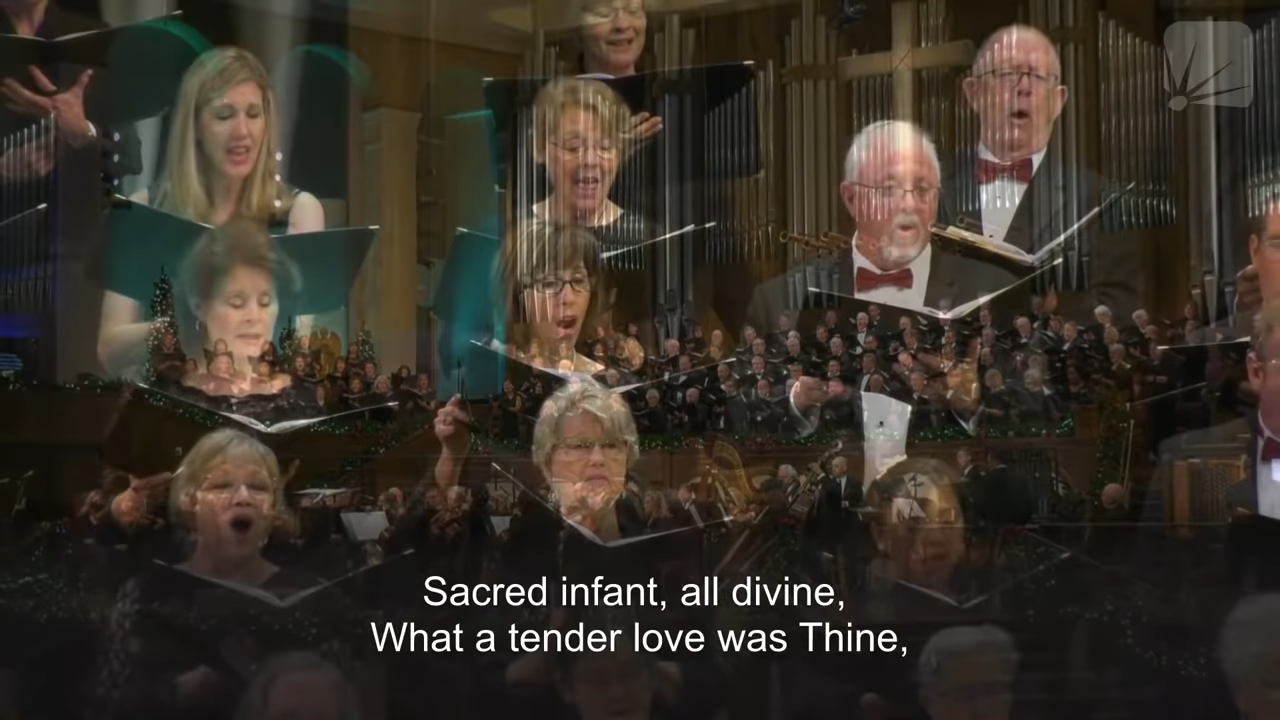 Sacred infant, all divine,
What a tender love was Thine,